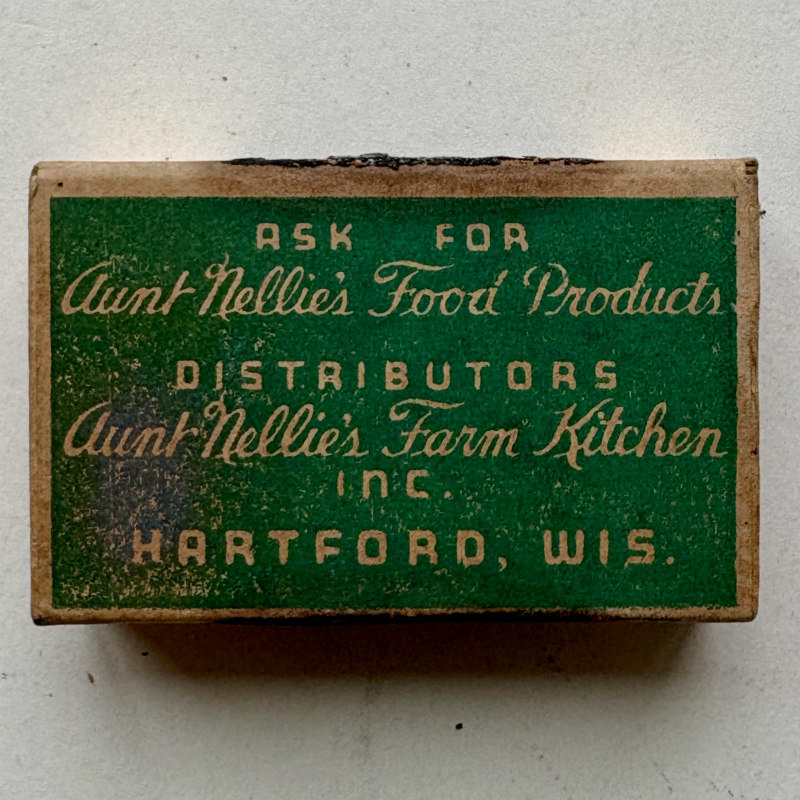 ASK FOR
Aunt Nellie's Food Products
DISTRIBUTORS
Aunt Nellie's Farm Kitchen
INC.
HARTFORD, WIS.